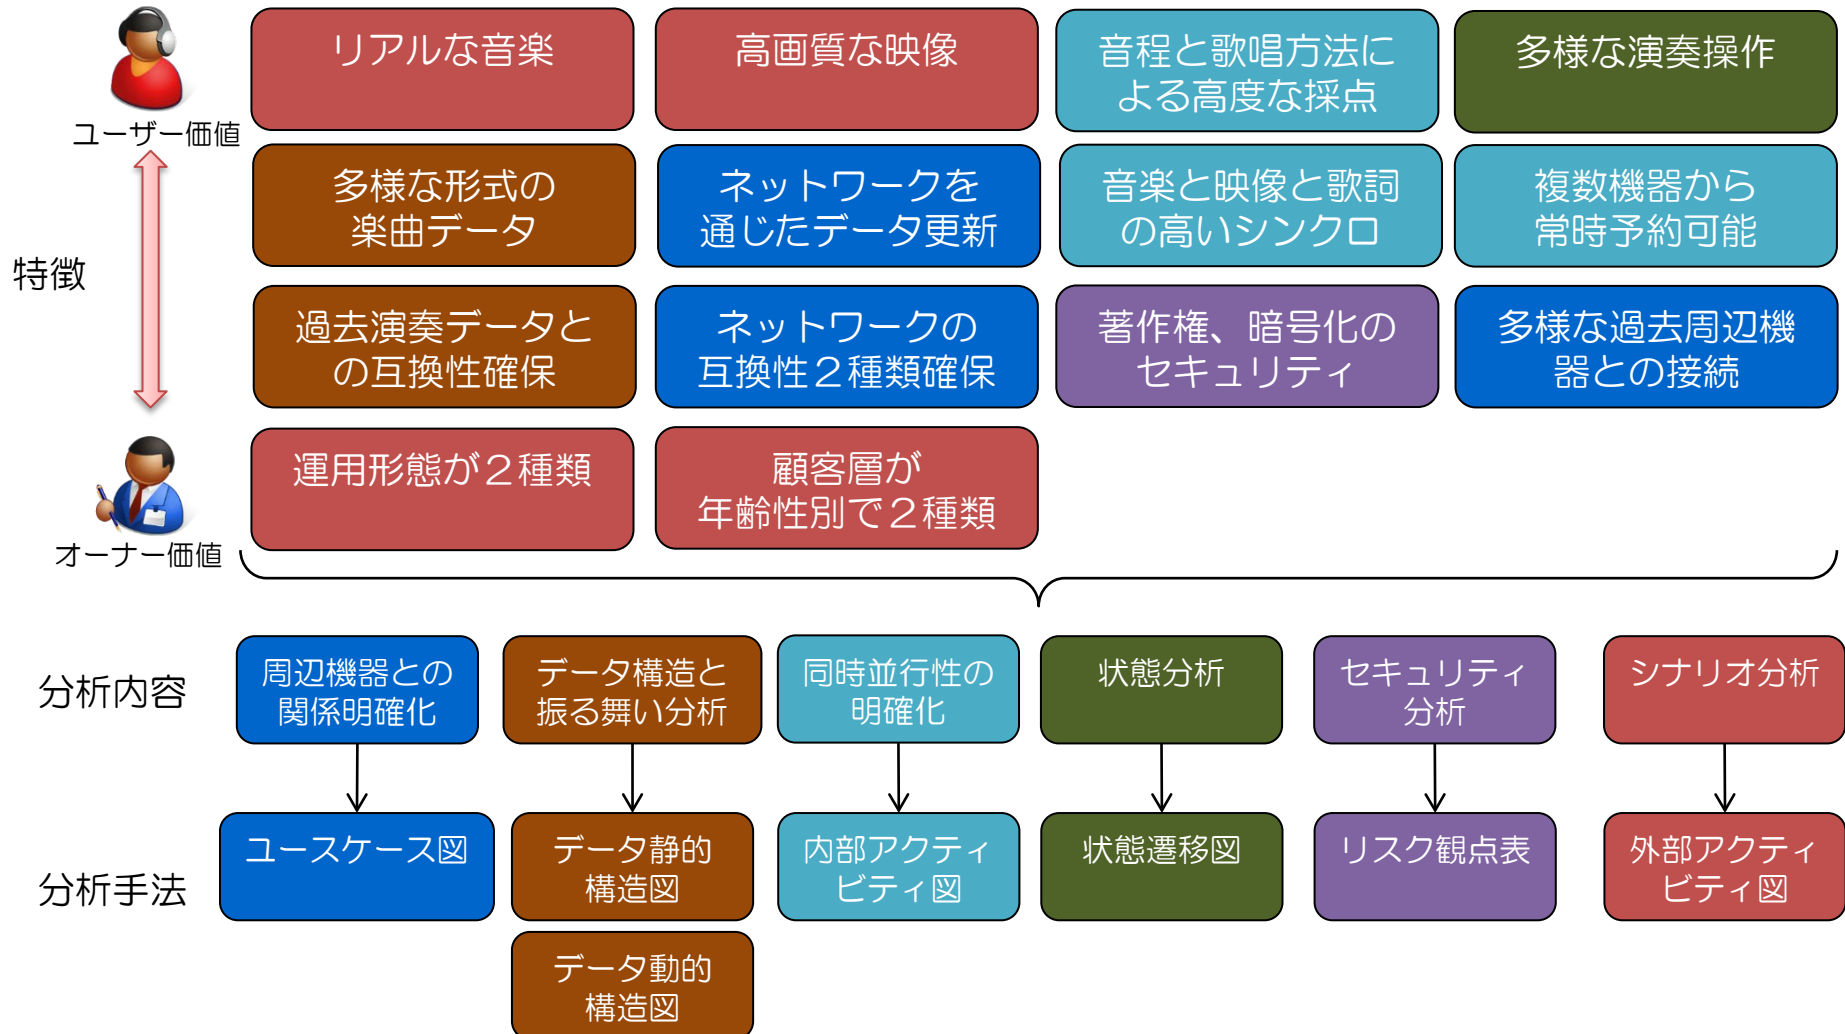 リアルな音楽
高画質な映像
音程と歌唱方法に
よる高度な採点
多様な演奏操作
ユーザー価値
多様な形式の
楽曲データ
ネットワークを
通じたデータ更新
音楽と映像と歌詞
の高いシンクロ
複数機器から
常時予約可能
特徴
過去演奏データと
の互換性確保
ネットワークの
互換性２種類確保
著作権、暗号化の
セキュリティ
多様な過去周辺機
器との接続
運用形態が２種類
顧客層が
年齢性別で２種類
オーナー価値
分析内容
周辺機器との
関係明確化
データ構造と
振る舞い分析
同時並行性の
明確化
状態分析
セキュリティ
分析
シナリオ分析
分析手法
ユースケース図
データ静的
構造図
内部アクティ
ビティ図
状態遷移図
リスク観点表
外部アクティ
ビティ図
データ動的
構造図